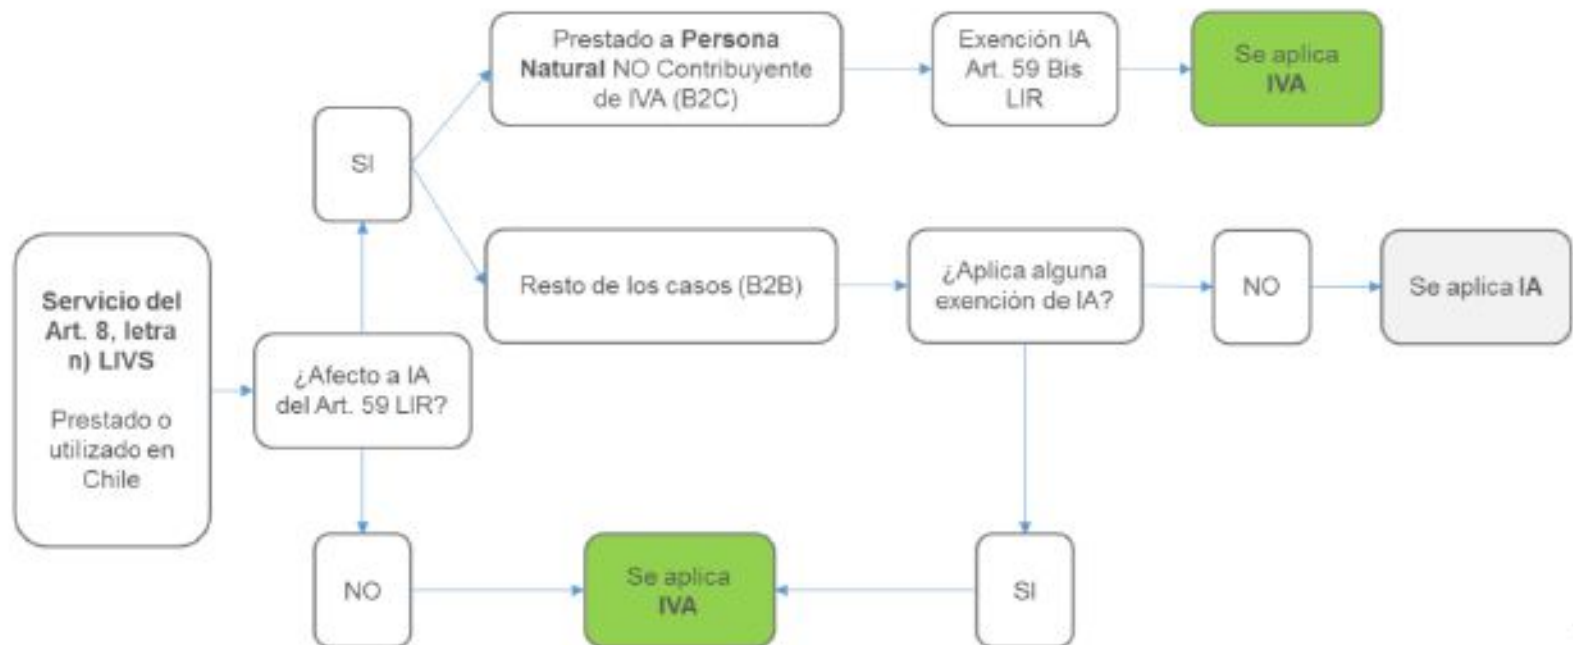 Prestado a Persona
Natural NO Contribuyente
de IVA (B2C)
Exención IA
Art. 59 Bis
LIR
Se aplica
IVA
SI
Servicio del
Art. 8, letra
n) LIVS
Prestado o
utilizado en
Chile
¿Afecto a IA
del Art. 59 LIR?
Resto de los casos (B2B)
¿Aplica alguna
exención de IA?
NO
Se aplica IA
NO
Se aplica
IVA
SI